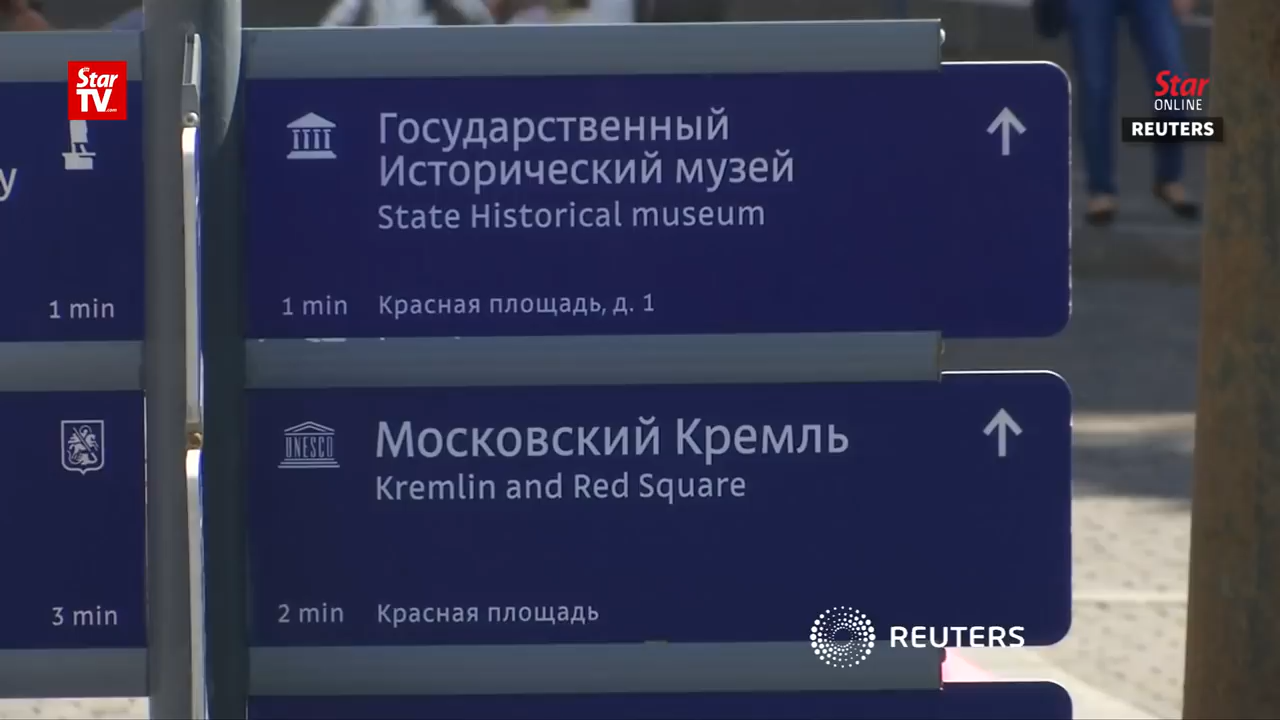 Star
TV.com
Star
ONLINE
REUTERS
у
1 min
Государственный
Исторический музей
State Historical museum
1 min Красная площадь, д. 1
3 min
UNESCO
Московский Кремль
Kremlin and Red Square
2 min Красная площадь
REUTERS